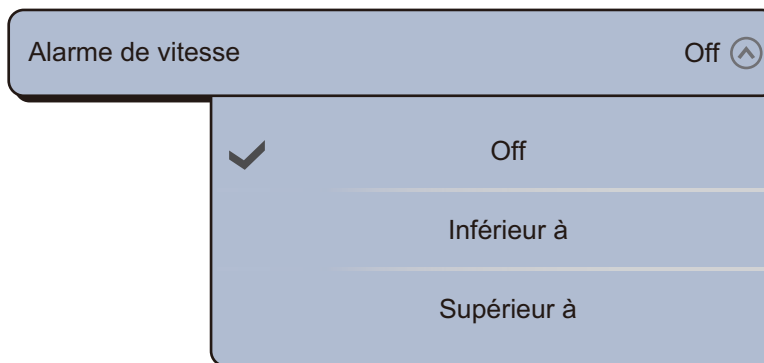 Alarme de vitesse Off
Off
Inférieur à
Supérieur à